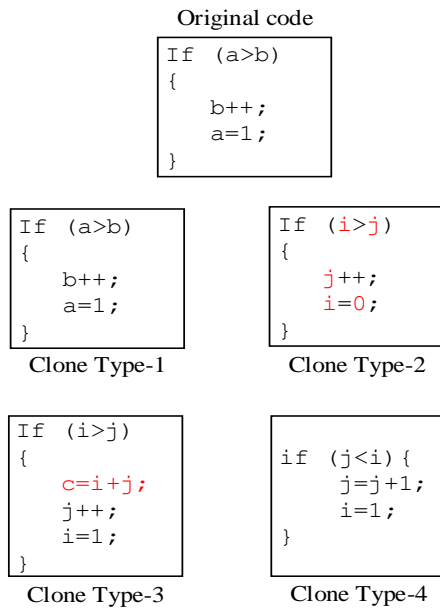 Original code
If (a>b)
{
b++;
a=1;
}
If (a>b)
{
b++;
a=1;
}
Clone Type-1
If (i>j)
{
j++;
i=0;
}
Clone Type-2
If (i>j)
{
c=i+j;
j++;
i=1;
}
Clone Type-3
if (j<i){
j=j+1;
i=1;
}
Clone Type-4